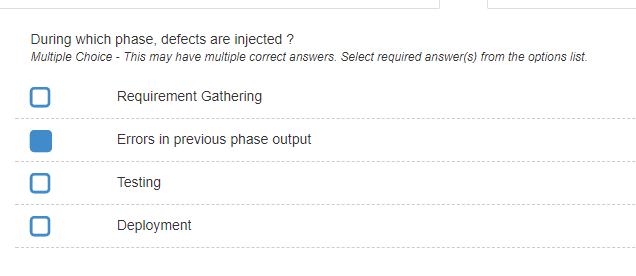 During which phase, defects are injected ?
Multiple Choice - This may have multiple correct answers. Select required answer(s) from the options list.
Requirement Gathering
Errors in previous phase output
Testing
Deployment